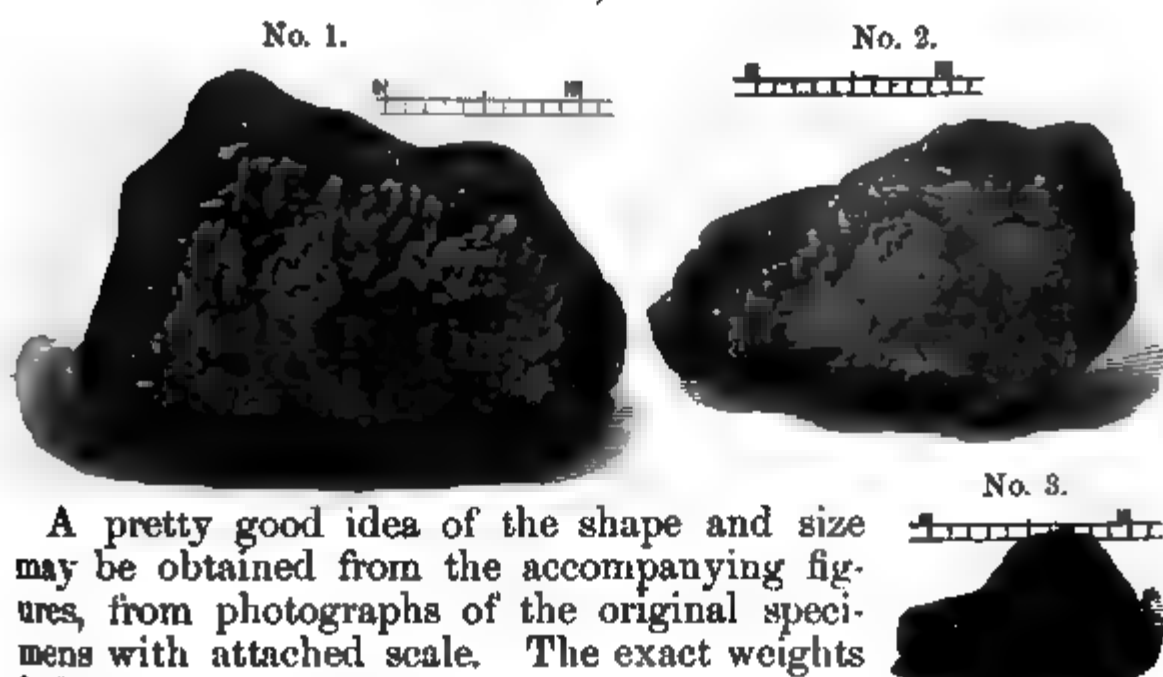 No. 1.
No. 2.
No. 3.
A pretty good idea of the shape and size
may be obtained from the accompanying fig-
ures, from photographs of the original speci-
mens with attached scale. The exact weights